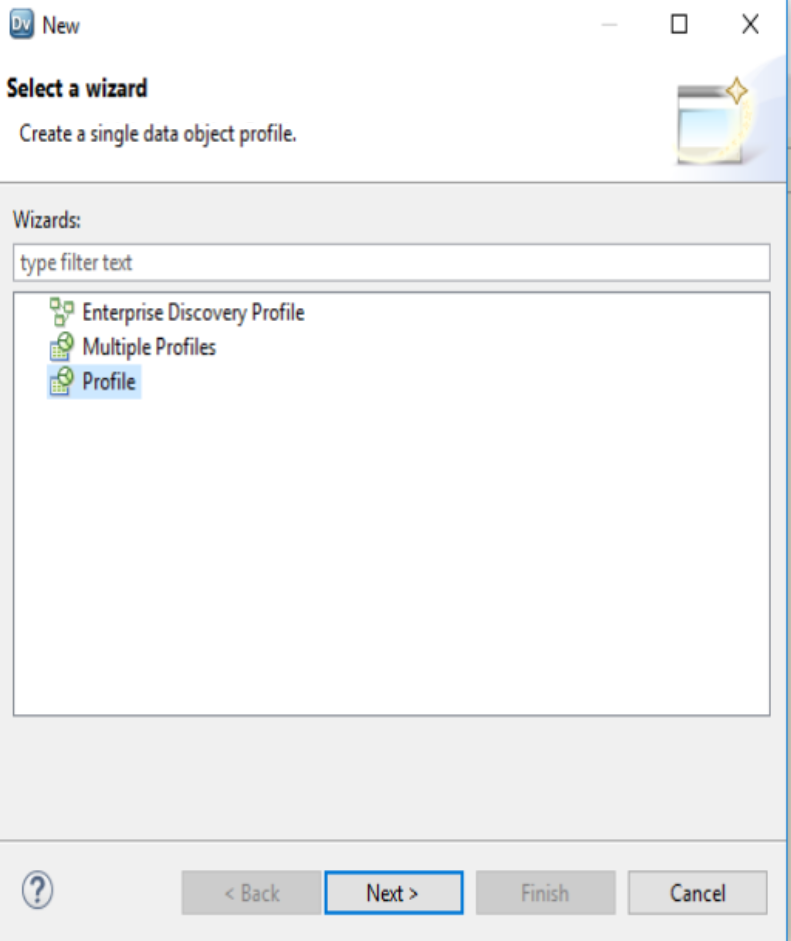 Dv New
Select a wizard
Create a single data object profile.
Wizards:
type filter text
Enterprise Discovery Profile
Multiple Profiles
Profile
?
< Back Next > Finish Cancel